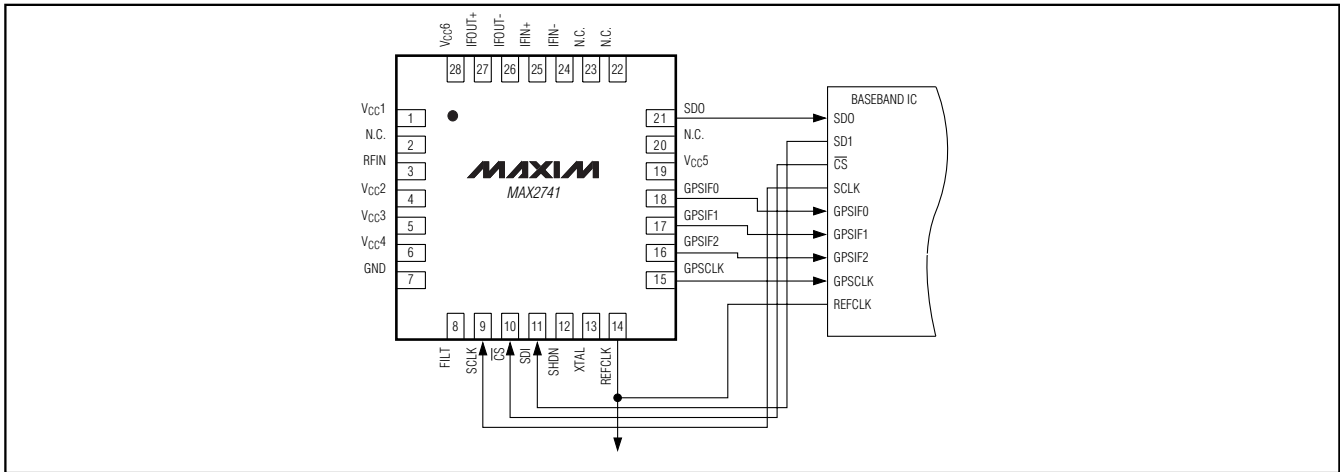 VCC6
IFOUT+
IFOUT-
IFIN+
IFIN-
N.C.
N.C.
28
27
26
25
24
23
22
VCC1
1
N.C.
2
RFIN
3
VCC2
4
VCC3
5
VCC4
6
GND
7
MAXIM
MAX2741
SDO
21
N.C.
20
VCC5
19
GPSIF0
18
GPSIF1
17
GPSIF2
16
GPSCLK
15
8
9
10
11
12
13
14
FILT
SCLK
C̅S̅
SDI
SHDN
XTAL
REFCLK
BASEBAND IC
SDO
SD1
C̅S̅
SCLK
GPSIF0
GPSIF1
GPSIF2
GPSCLK
REFCLK